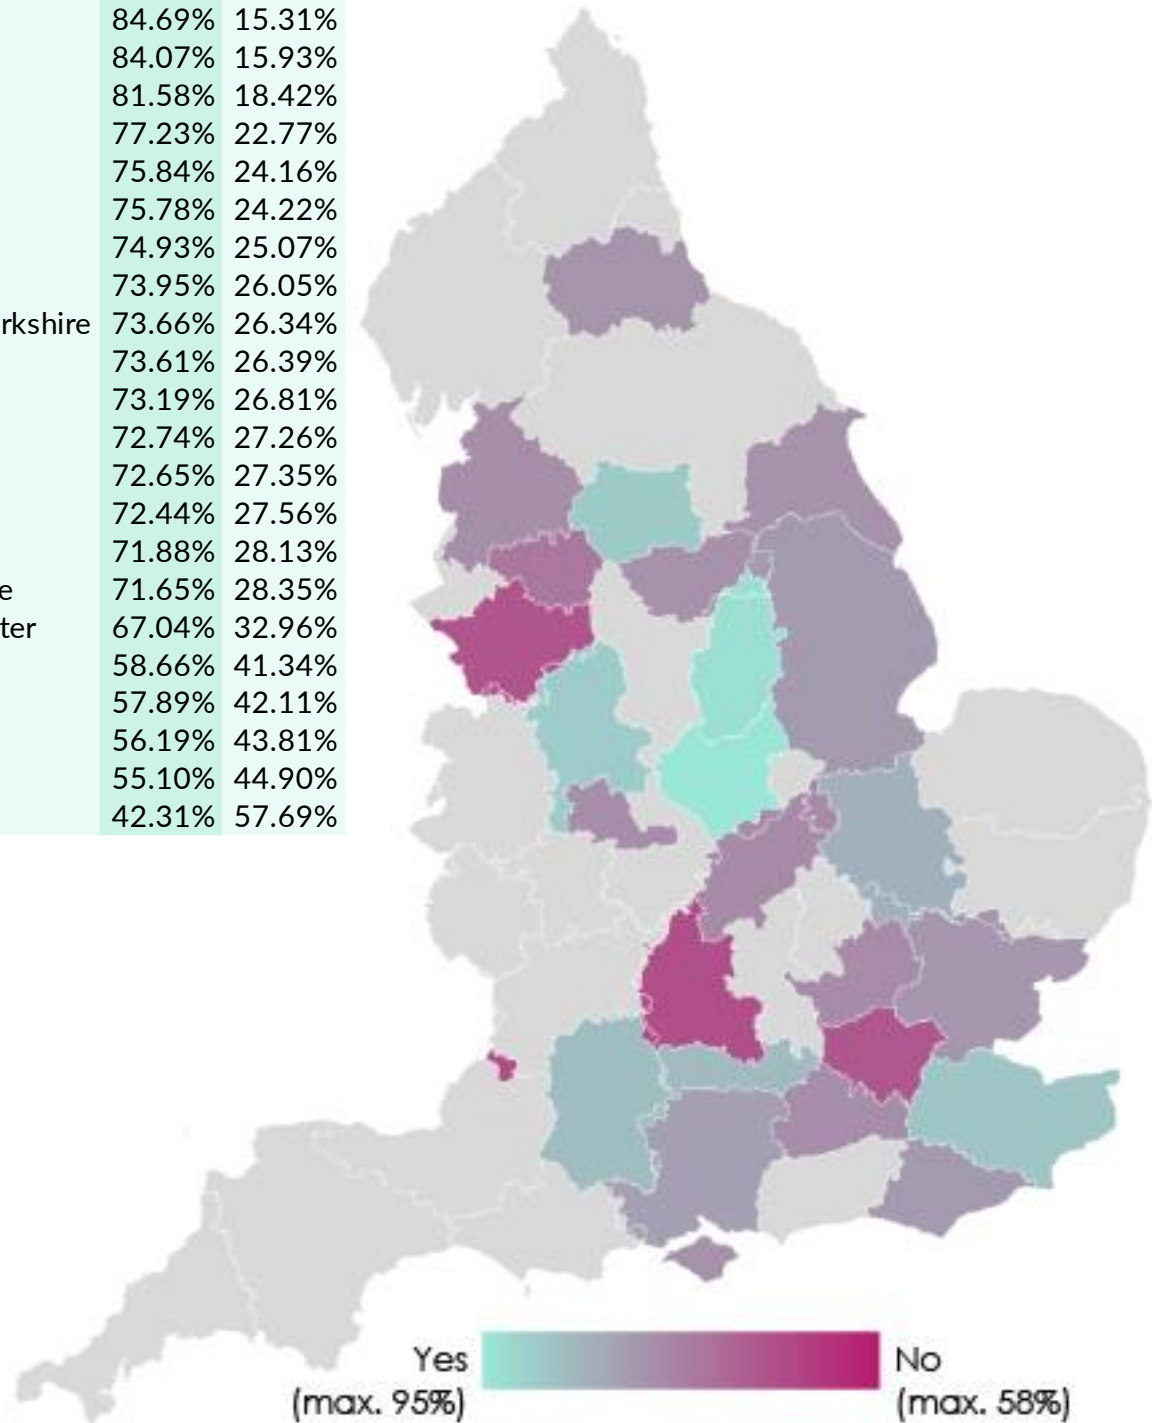 84.69% 15.31%
84.07% 15.93%
81.58% 18.42%
77.23% 22.77%
75.84% 24.16%
75.78% 24.22%
74.93% 25.07%
73.95% 26.05%
rkshire 73.66% 26.34%
73.61% 26.39%
73.19% 26.81%
72.74% 27.26%
72.65% 27.35%
72.44% 27.56%
71.88% 28.13%
e 71.65% 28.35%
ter 67.04% 32.96%
58.66% 41.34%
57.89% 42.11%
56.19% 43.81%
55.10% 44.90%
42.31% 57.69%
Yes
(max. 95%)
No
(max. 58%)